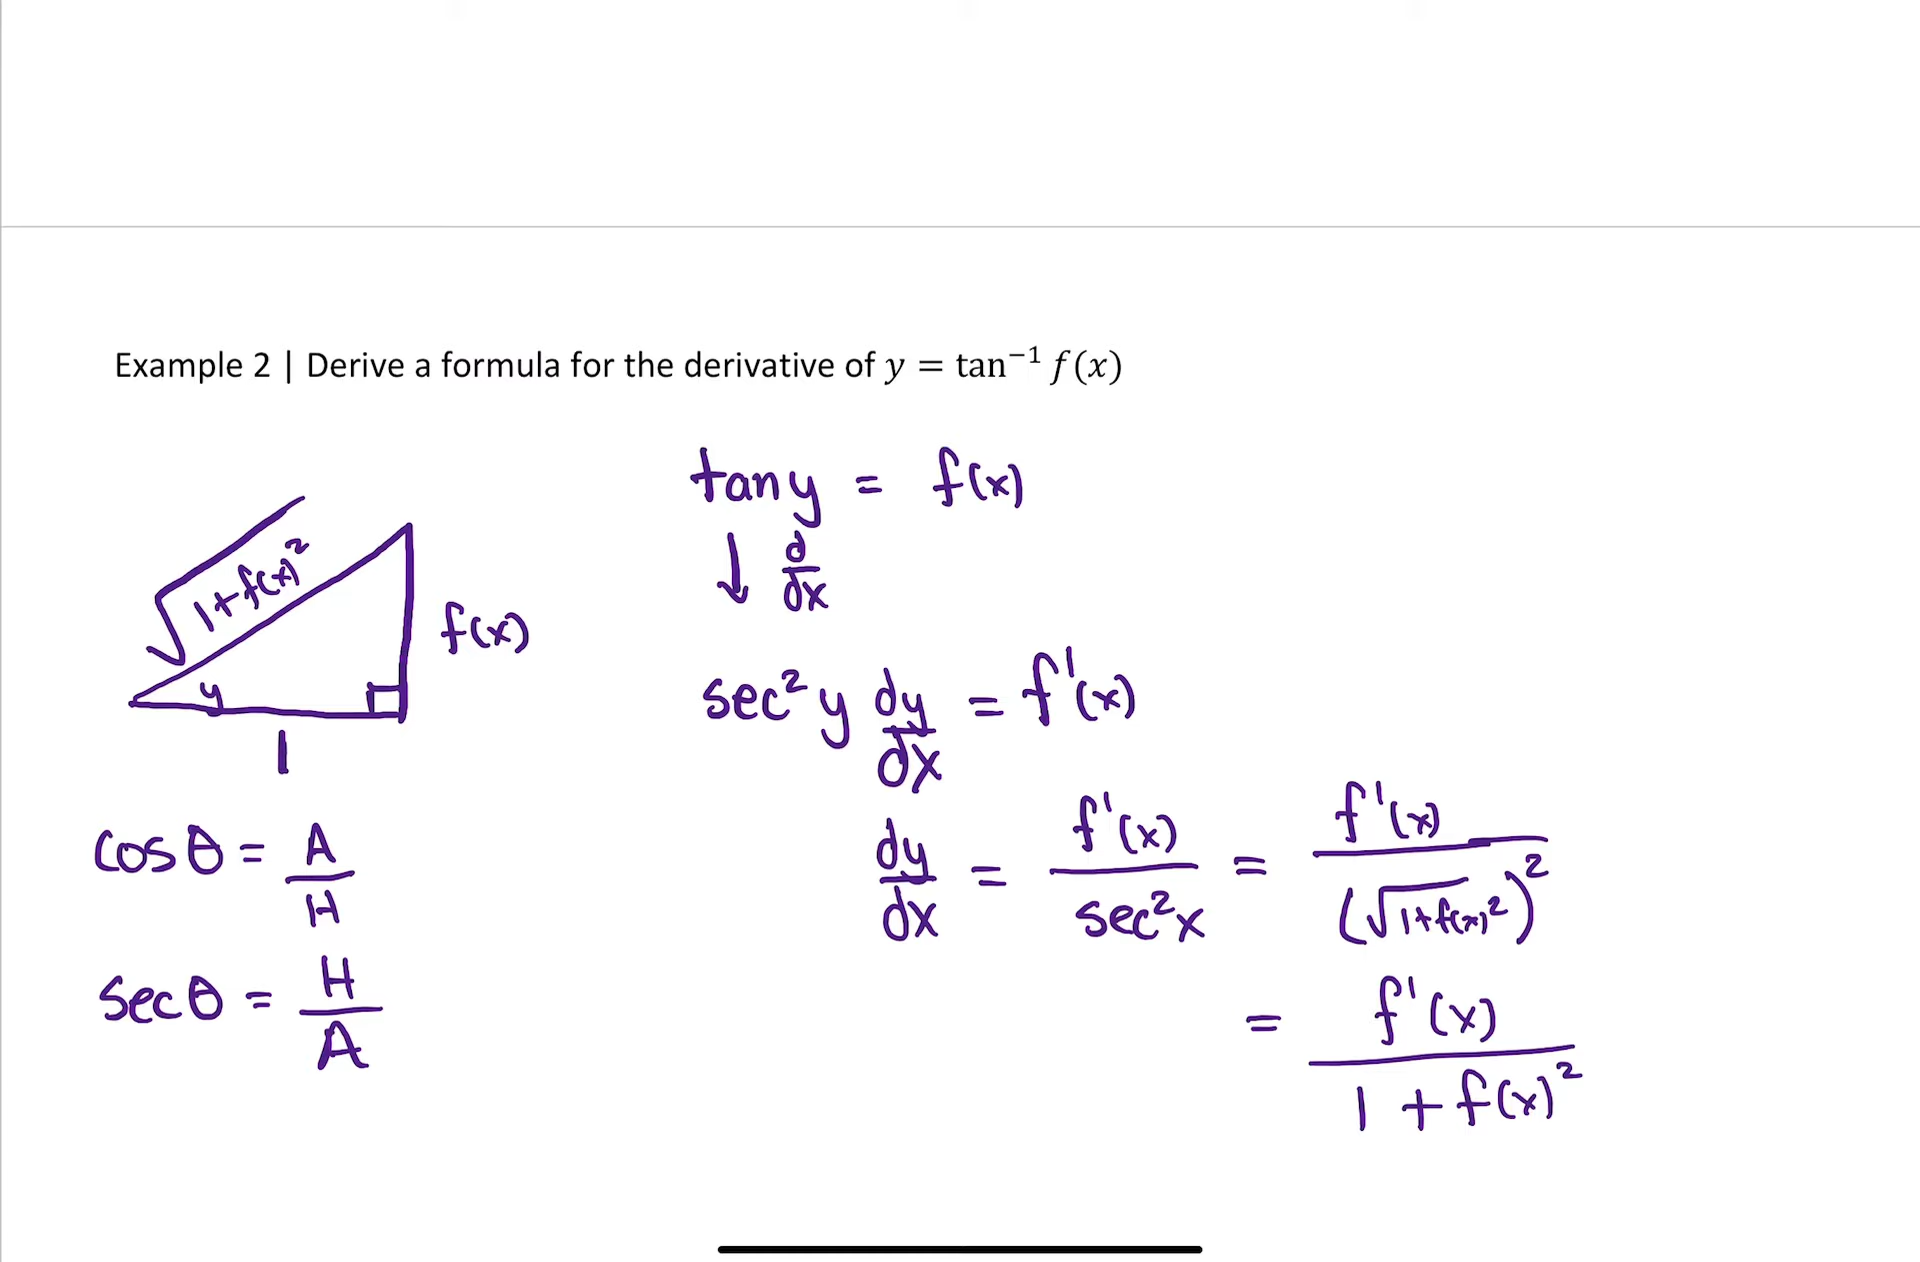 Example 2 | Derive a formula for the derivative of y = tan⁻¹ f(x)
tan y = f(x)
↓ d/dx
sec² y dy/dx = f'(x)
dy/dx = f'(x)/sec²x = f'(x)/(√(1+f(x)²))²
= f'(x)/(1 + f(x)²)
√(1+f(x)²)
f(x)
y
1
cos θ = A/H
sec θ = H/A